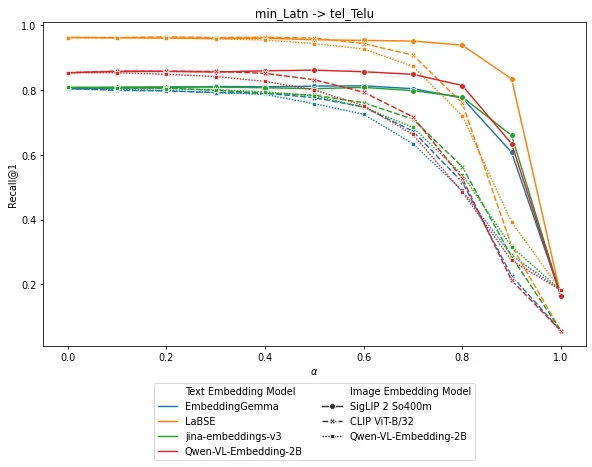 min_Latn -> tel_Telu
1.0
0.8
0.6
0.4
0.2
Recall@1
0.0 0.2 0.4 0.6 0.8 1.0
α
Text Embedding Model Image Embedding Model
EmbeddingGemma SigLIP 2 So400m
LaBSE CLIP ViT-B/32
jina-embeddings-v3 Qwen-VL-Embedding-2B
Qwen-VL-Embedding-2B